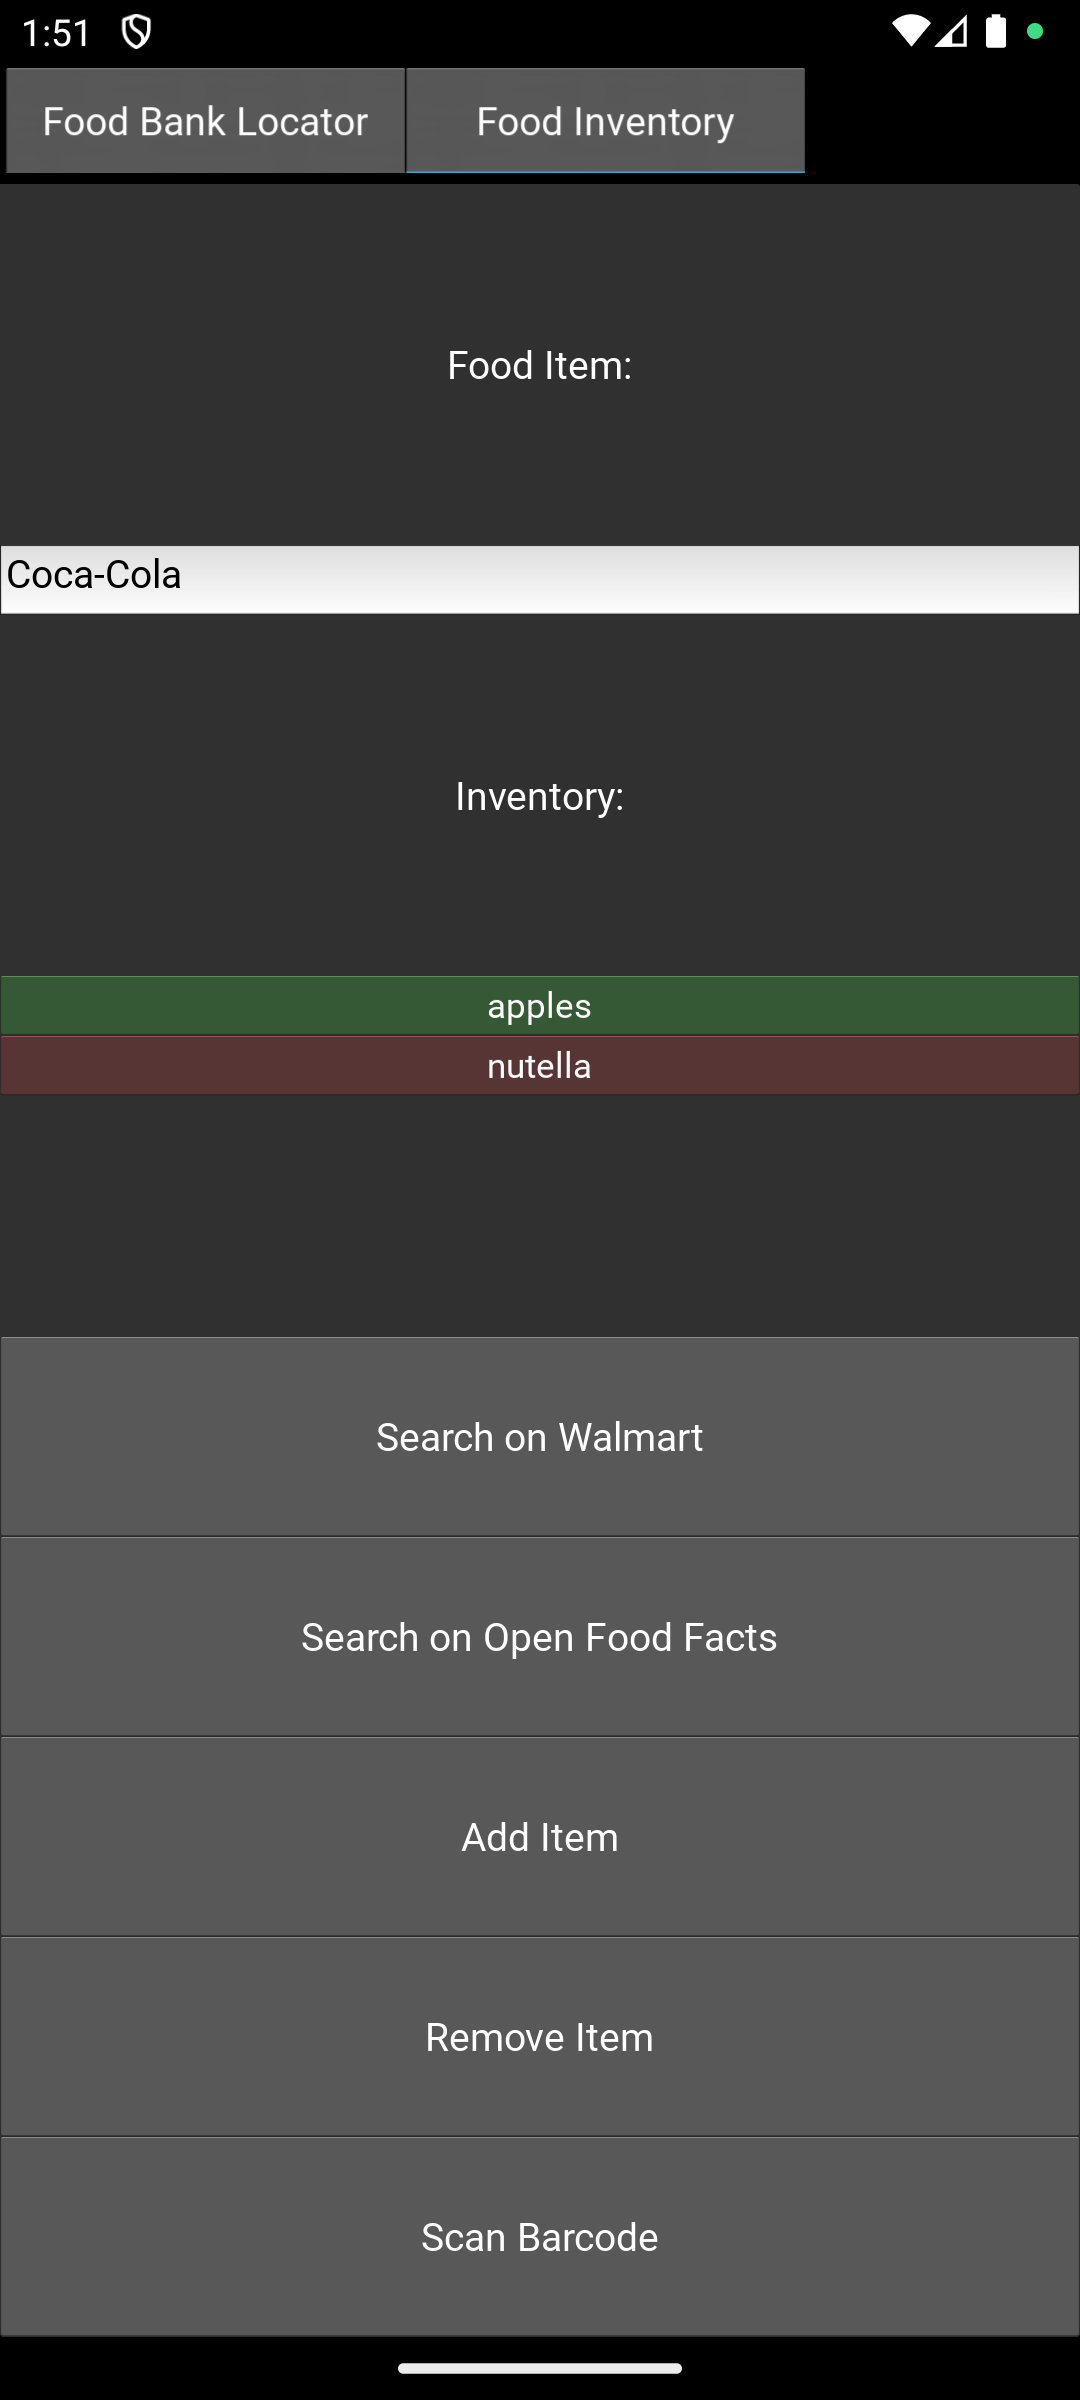 1:51
Food Bank Locator
Food Inventory
Food Item:
Coca-Cola
Inventory:
apples
nutella
Search on Walmart
Search on Open Food Facts
Add Item
Remove Item
Scan Barcode